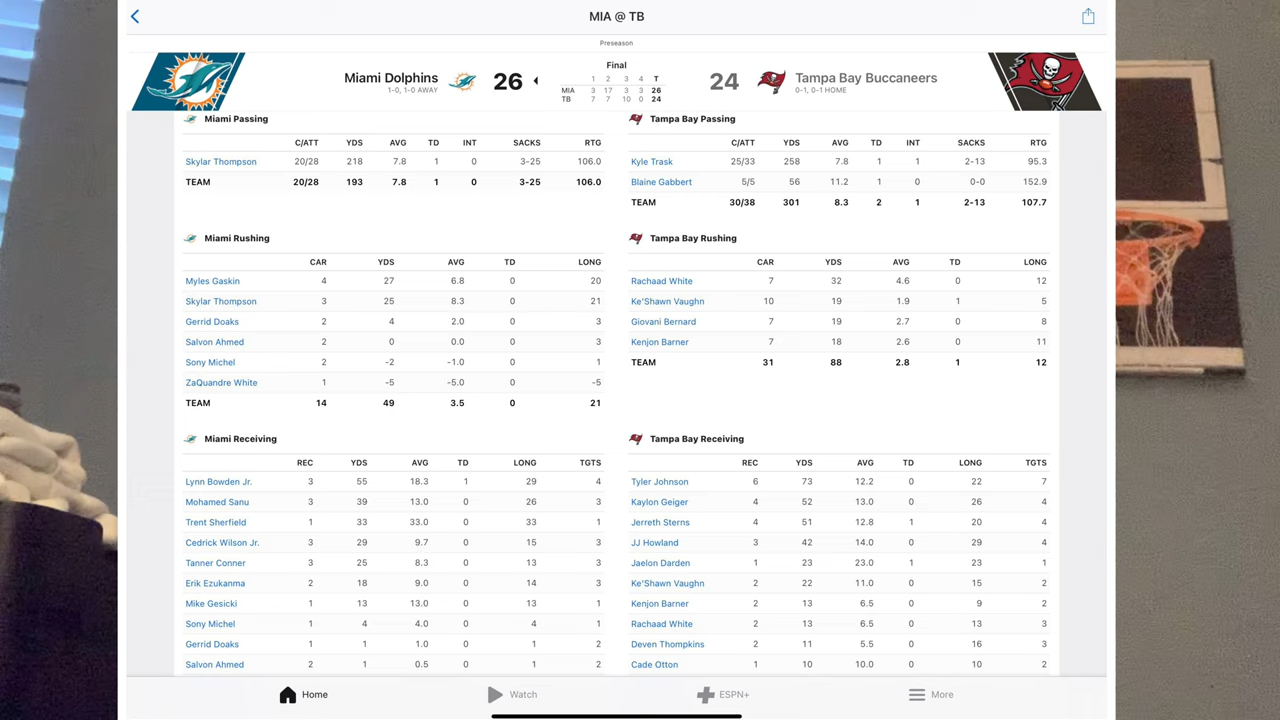 MIA @ TB
Preseason
Miami Dolphins
1-0, 1-0 AWAY
26
Final
1 2 3 4 T
MIA 3 17 3 3 26
TB 7 7 10 0 24
24
Tampa Bay Buccaneers
0-1, 0-1 HOME
Miami Passing
C/ATT YDS AVG TD INT SACKS RTG
Skylar Thompson 20/28 218 7.8 1 0 3-25 106.0
TEAM 20/28 193 7.8 1 0 3-25 106.0
Tampa Bay Passing
C/ATT YDS AVG TD INT SACKS RTG
Kyle Trask 25/33 258 7.8 1 1 2-13 95.3
Blaine Gabbert 5/5 56 11.2 1 0 0-0 152.9
TEAM 30/38 301 8.3 2 1 2-13 107.7
Miami Rushing
CAR YDS AVG TD LONG
Myles Gaskin 4 27 6.8 0 20
Skylar Thompson 3 25 8.3 0 21
Gerrid Doaks 2 4 2.0 0 3
Salvon Ahmed 2 0 0.0 0 3
Sony Michel 2 -2 -1.0 0 1
ZaQuandre White 1 -5 -5.0 0 -5
TEAM 14 49 3.5 0 21
Tampa Bay Rushing
CAR YDS AVG TD LONG
Rachaad White 7 32 4.6 0 12
Ke'Shawn Vaughn 10 19 1.9 1 5
Giovani Bernard 7 19 2.7 0 8
Kenjon Barner 7 18 2.6 0 11
TEAM 31 88 2.8 1 12
Miami Receiving
REC YDS AVG TD LONG TGTS
Lynn Bowden Jr. 3 55 18.3 1 29 4
Mohamed Sanu 3 39 13.0 0 26 3
Trent Sherfield 1 33 33.0 0 33 1
Cedrick Wilson Jr. 3 29 9.7 0 15 3
Tanner Conner 3 25 8.3 0 13 3
Erik Ezukanma 2 18 9.0 0 14 3
Mike Gesicki 1 13 13.0 0 13 1
Sony Michel 1 4 4.0 0 4 1
Gerrid Doaks 1 1 1.0 0 1 2
Salvon Ahmed 2 1 0.5 0 1 2
Tampa Bay Receiving
REC YDS AVG TD LONG TGTS
Tyler Johnson 6 73 12.2 0 22 7
Kaylon Geiger 4 52 13.0 0 26 4
Jerreth Sterns 4 51 12.8 1 20 4
JJ Howland 3 42 14.0 0 29 4
Jaelon Darden 1 23 23.0 1 23 1
Ke'Shawn Vaughn 2 22 11.0 0 15 2
Kenjon Barner 2 13 6.5 0 9 2
Rachaad White 2 13 6.5 0 13 3
Deven Thompkins 2 11 5.5 0 16 3
Cade Otton 1 10 10.0 0 10 2
Home
Watch
ESPN+
More